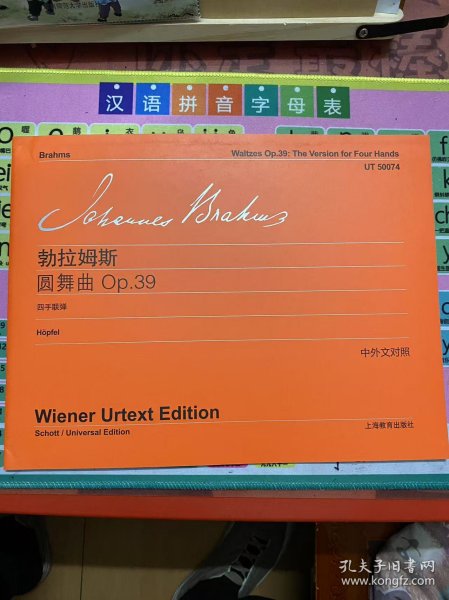 汉语拼音字母表
Brahms
Waltzes Op.39: The Version for Four Hands
UT 50074
Johannes Brahms
勃拉姆斯
圆舞曲 Op.39
四手联弹
Höpfel
中外文对照
Wiener Urtext Edition
Schott / Universal Edition
上海教育出版社
孔夫子旧书网
www.kongfz.com